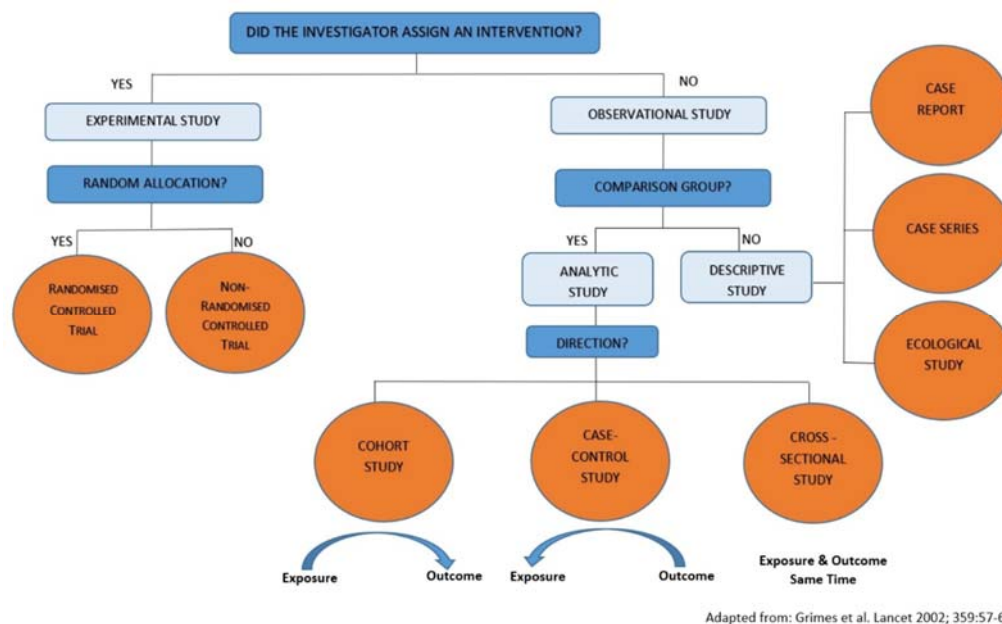 DID THE INVESTIGATOR ASSIGN AN INTERVENTION?
YES
NO
EXPERIMENTAL STUDY
OBSERVATIONAL STUDY
RANDOM ALLOCATION?
COMPARISON GROUP?
YES
NO
RANDOMISED
CONTROLLED
TRIAL
NON-
RANDOMISED
CONTROLLED
TRIAL
YES
NO
ANALYTIC
STUDY
DESCRIPTIVE
STUDY
CASE
REPORT
CASE SERIES
ECOLOGICAL
STUDY
DIRECTION?
COHORT
STUDY
CASE-
CONTROL
STUDY
CROSS -
SECTIONAL
STUDY
Exposure
Outcome
Exposure
Outcome
Exposure & Outcome
Same Time
Adapted from: Grimes et al. Lancet 2002; 359:57-6